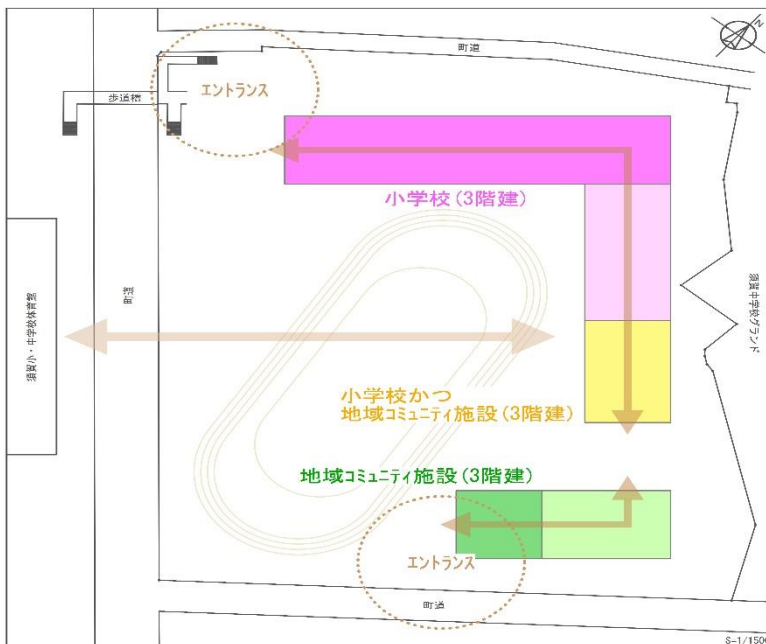 町道
N
エントランス
歩道橋
小学校(3階建)
須賀小・中学校体育館
町道
須賀中学校グランド
小学校かつ
地域コミュニティ施設(3階建)
地域コミュニティ施設(3階建)
エントランス
町道